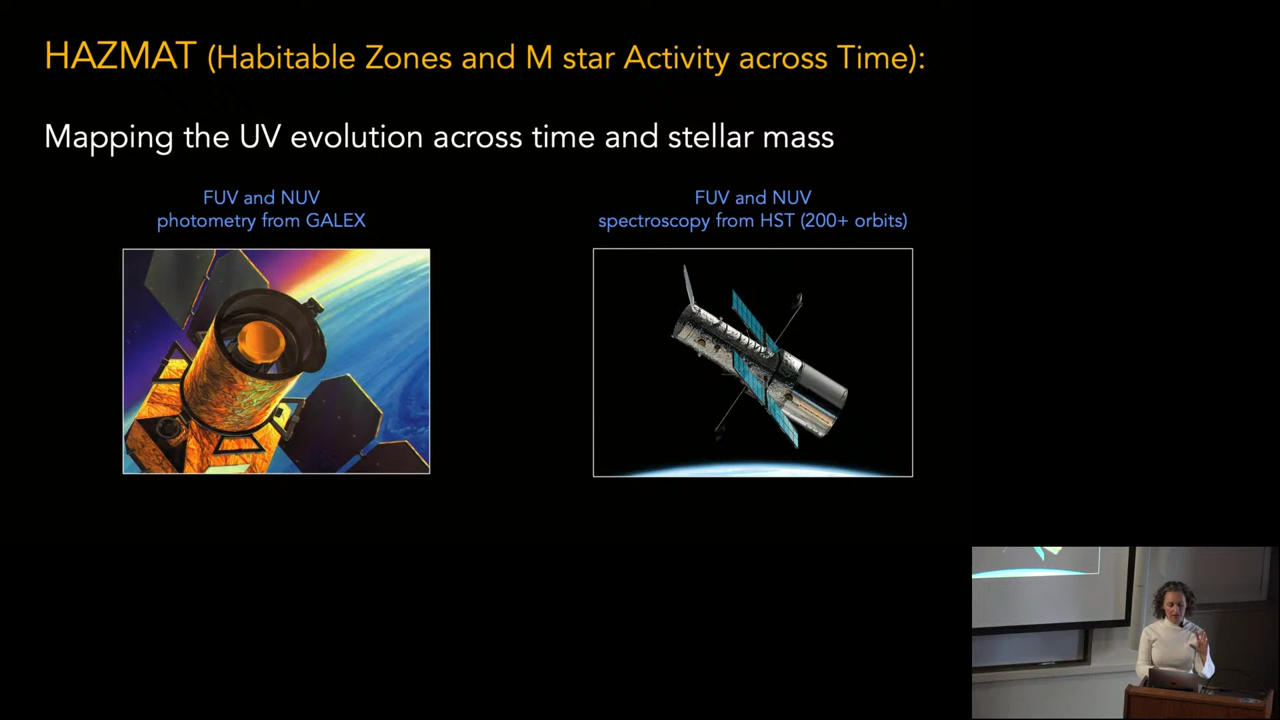 HAZMAT (Habitable Zones and M star Activity across Time):
Mapping the UV evolution across time and stellar mass
FUV and NUV
photometry from GALEX
FUV and NUV
spectroscopy from HST (200+ orbits)